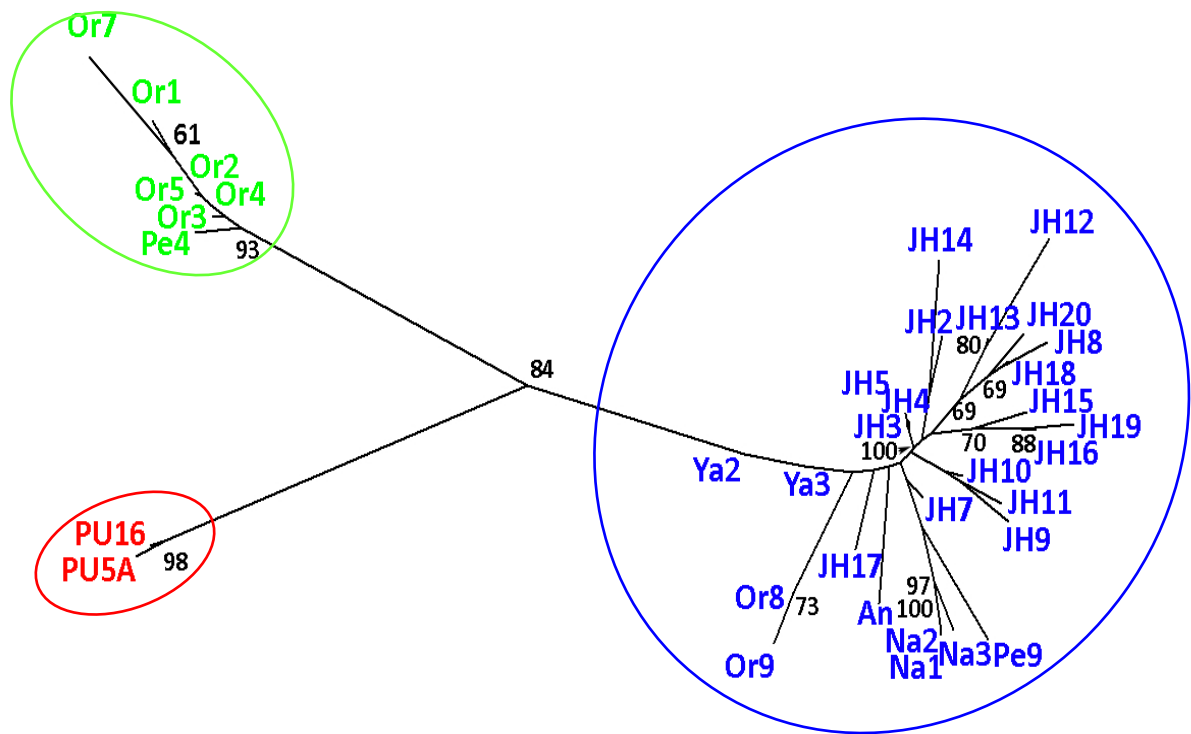 Or7
Or1
61
Or2
Or5
Or4
Or3
Pe4
93
84
PU16
PU5A
98
JH12
JH14
JH2
JH13
JH20
80
JH8
JH18
69
JH5
JH4
69
JH15
JH3
JH19
100
70
88
JH16
Ya2
Ya3
JH10
JH11
JH7
JH9
JH17
Or8
73
An
97
100
Na2
Na1
Na3
Pe9
Or9